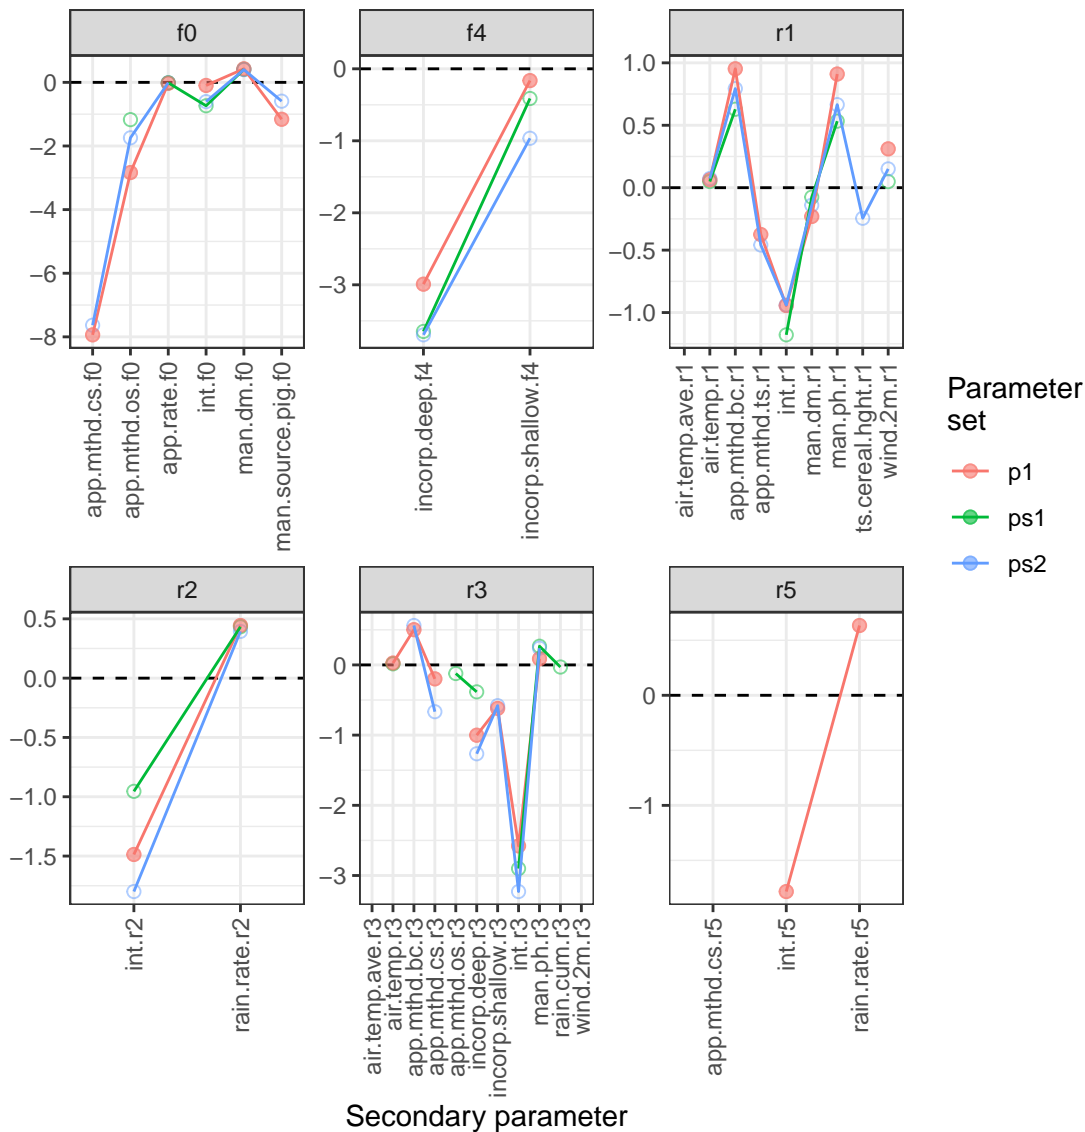 f0
f4
r1
0
−2
−4
−6
−8
0
−1
−2
−3
1.0
0.5
0.0
−0.5
−1.0
app.mthd.cs.f0
app.mthd.os.f0
app.rate.f0
int.f0
man.dm.f0
man.source.pig.f0
incorp.deep.f4
incorp.shallow.f4
air.temp.ave.r1
air.temp.r1
app.mthd.bc.r1
app.mthd.ts.r1
int.r1
man.dm.r1
man.ph.r1
ts.cereal.hght.r1
wind.2m.r1
Parameter
set
p1
ps1
ps2
r2
r3
r5
0.5
0.0
−0.5
−1.0
−1.5
0
−1
−2
−3
0
−1
int.r2
rain.rate.r2
air.temp.ave.r3
air.temp.r3
app.mthd.bc.r3
app.mthd.cs.r3
app.mthd.os.r3
incorp.deep.r3
incorp.shallow.r3
int.r3
man.ph.r3
rain.cum.r3
wind.2m.r3
app.mthd.cs.r5
int.r5
rain.rate.r5
Secondary parameter